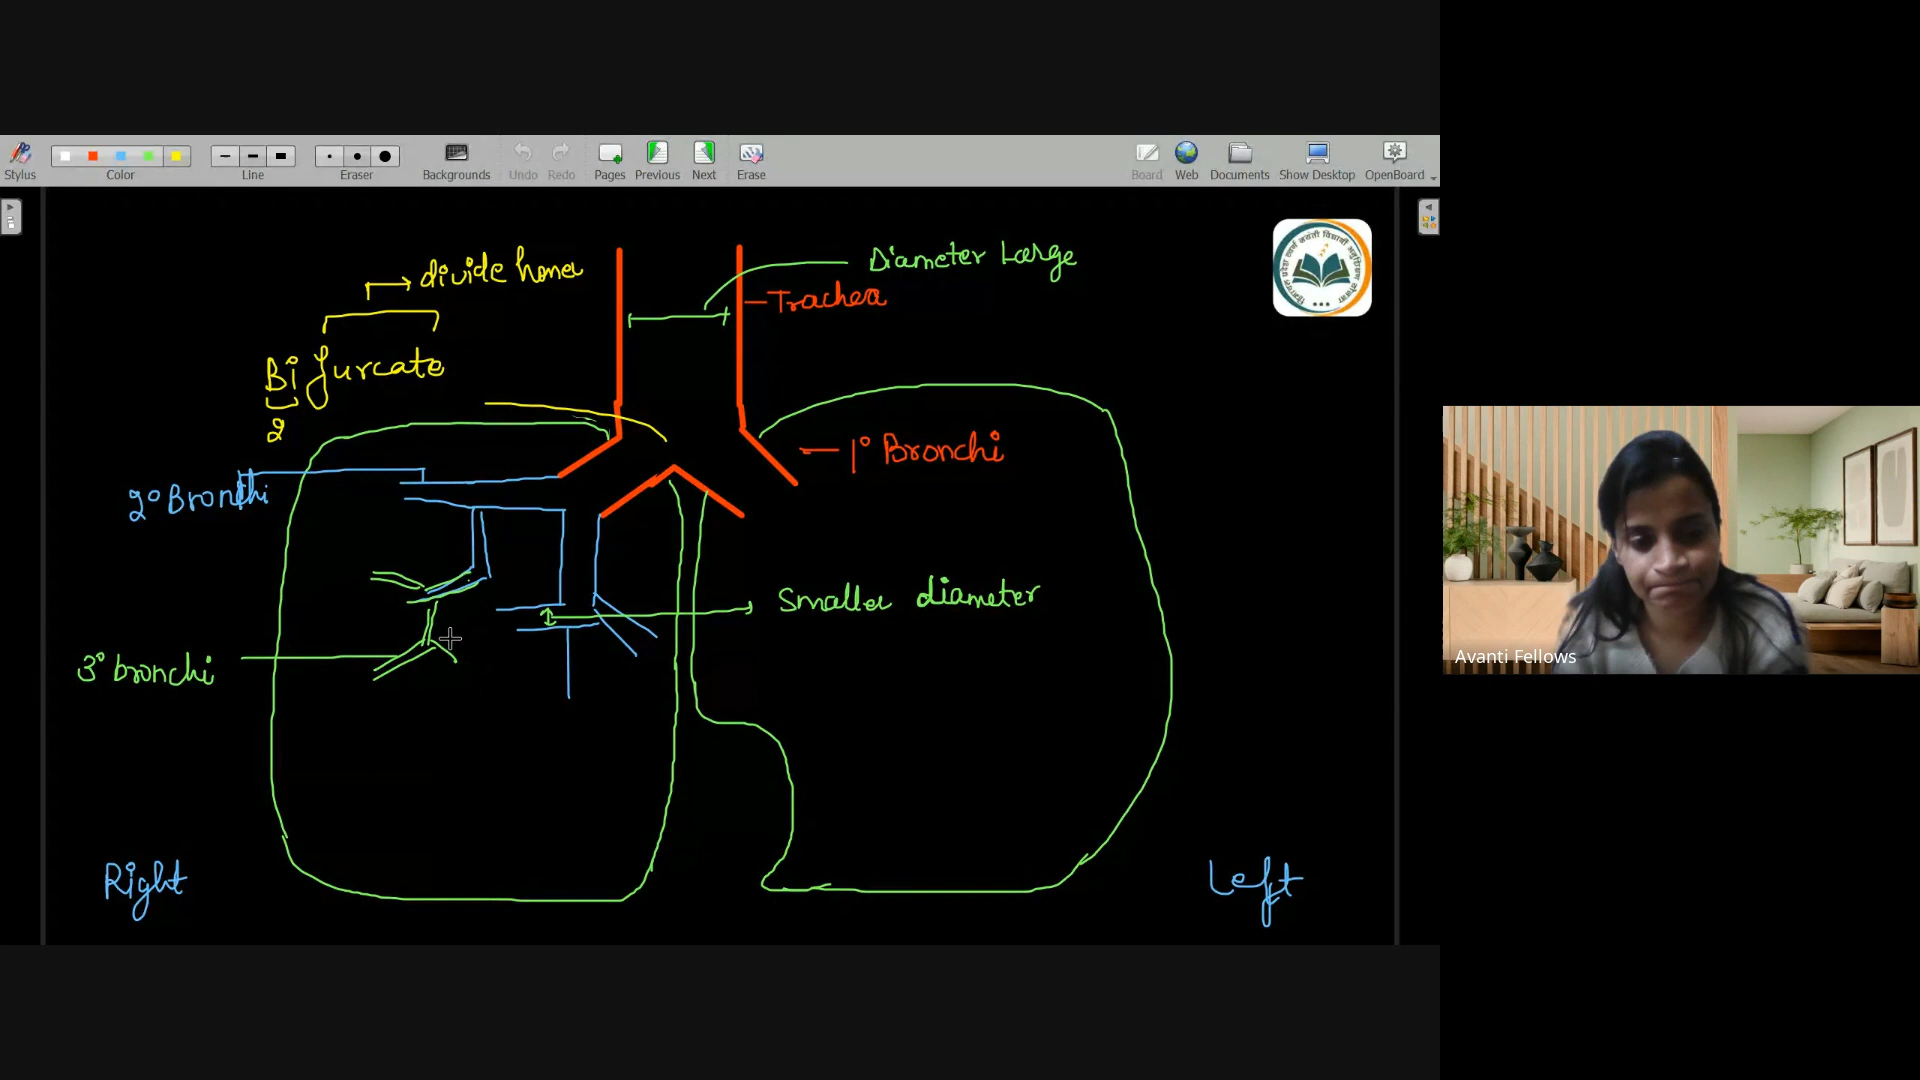 Stylus
Color
Line
Eraser
Backgrounds
Undo
Redo
Pages
Previous
Next
Erase
Board
Web
Documents
Show Desktop
OpenBoard
Diameter Large
divide hona
Trachea
Bifurcate
2
1° Bronchi
2° Bronchi
Smaller diameter
3° bronchi
Right
Left
Avanti Fellows